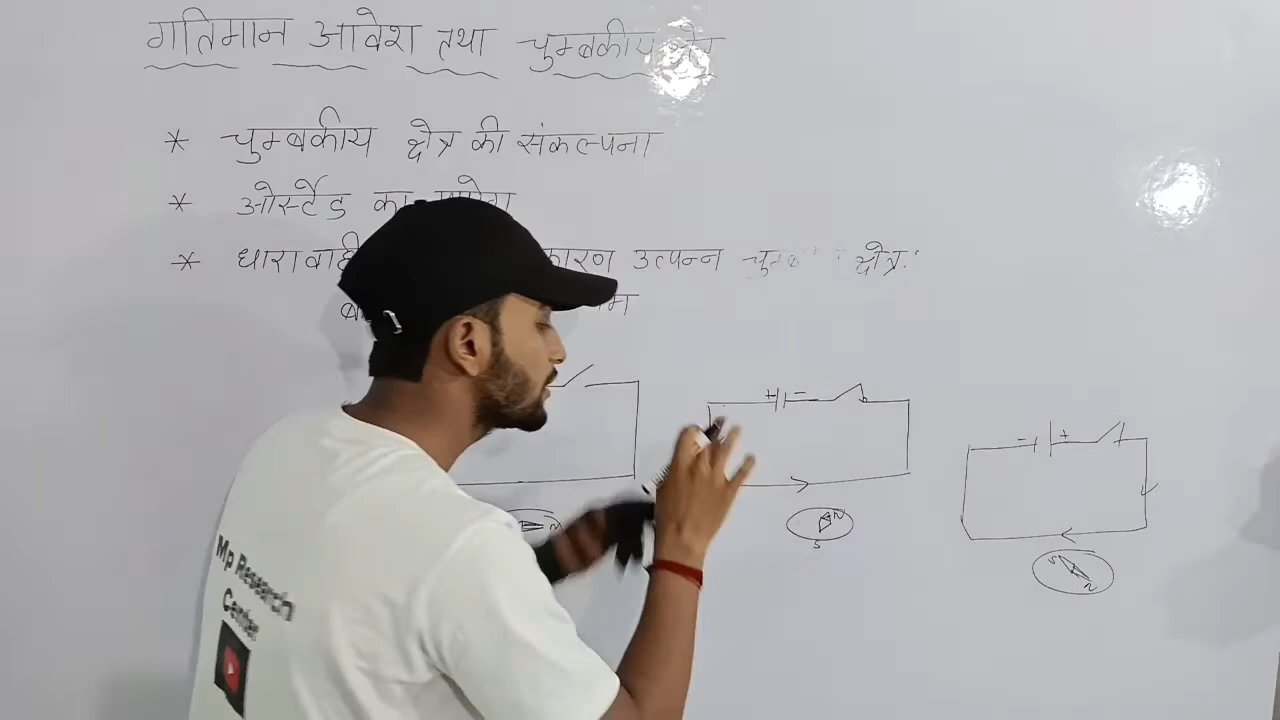 गतिमान आवेश तथा चुम्बकीय
* चुम्बकीय क्षेत्र की संकल्पना
* ओर्स्टेड का
* धारावाही कारण उत्पन्न क्षेत्र
+ -
- +
N
S
S
N
Mp Research
Center